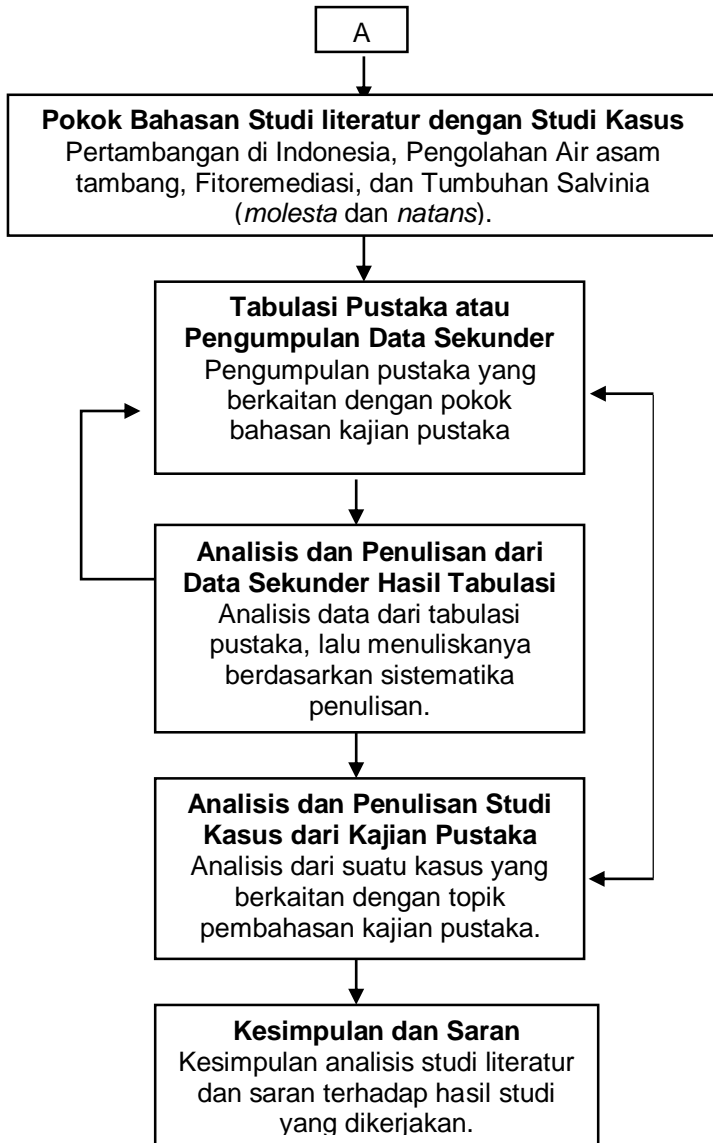 A
Pokok Bahasan Studi literatur dengan Studi Kasus
Pertambangan di Indonesia, Pengolahan Air asam
tambang, Fitoremediasi, dan Tumbuhan Salvinia
(molesta dan natans).
Tabulasi Pustaka atau
Pengumpulan Data Sekunder
Pengumpulan pustaka yang
berkaitan dengan pokok
bahasan kajian pustaka
Analisis dan Penulisan dari
Data Sekunder Hasil Tabulasi
Analisis data dari tabulasi
pustaka, lalu menuliskanya
berdasarkan sistematika
penulisan.
Analisis dan Penulisan Studi
Kasus dari Kajian Pustaka
Analisis dari suatu kasus yang
berkaitan dengan topik
pembahasan kajian pustaka.
Kesimpulan dan Saran
Kesimpulan analisis studi literatur
dan saran terhadap hasil studi
yang dikerjakan.